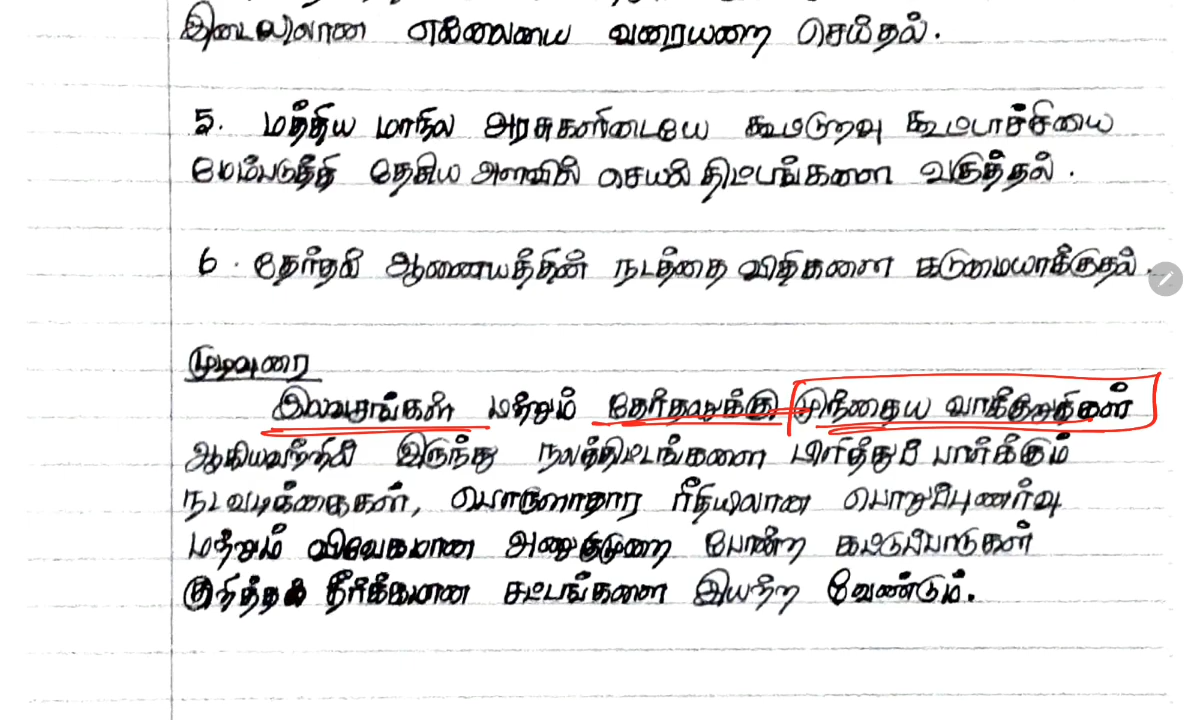 இடையிலான எல்லையை வரையறை செய்தல்.
5. மத்திய மாநில அரசுகளிடையே கூட்டுறவு கூட்டாச்சியை
மேம்படுத்தி தேசிய அளவில் செயல் திட்டங்களை வகுத்தல்.
6. தேர்தல் ஆணையத்தின் நடத்தை விதிகளை கடுமையாக்குதல்.
முடிவுரை
இலவசங்கள் மற்றும் தேர்தலுக்கு முந்தைய வாக்குறுதிகள்
ஆகியவற்றில் இருந்து நலத்திட்டங்களை பிரித்துப் பார்க்கும்
நடவடிக்கைகள், பொருளாதார ரீதியிலான பொறுப்புணர்வு
மற்றும் விவேகமான அணுகுமுறை போன்ற கட்டுப்பாடுகள்
குறித்த தீர்க்கமான சட்டங்களை இயற்ற வேண்டும்.